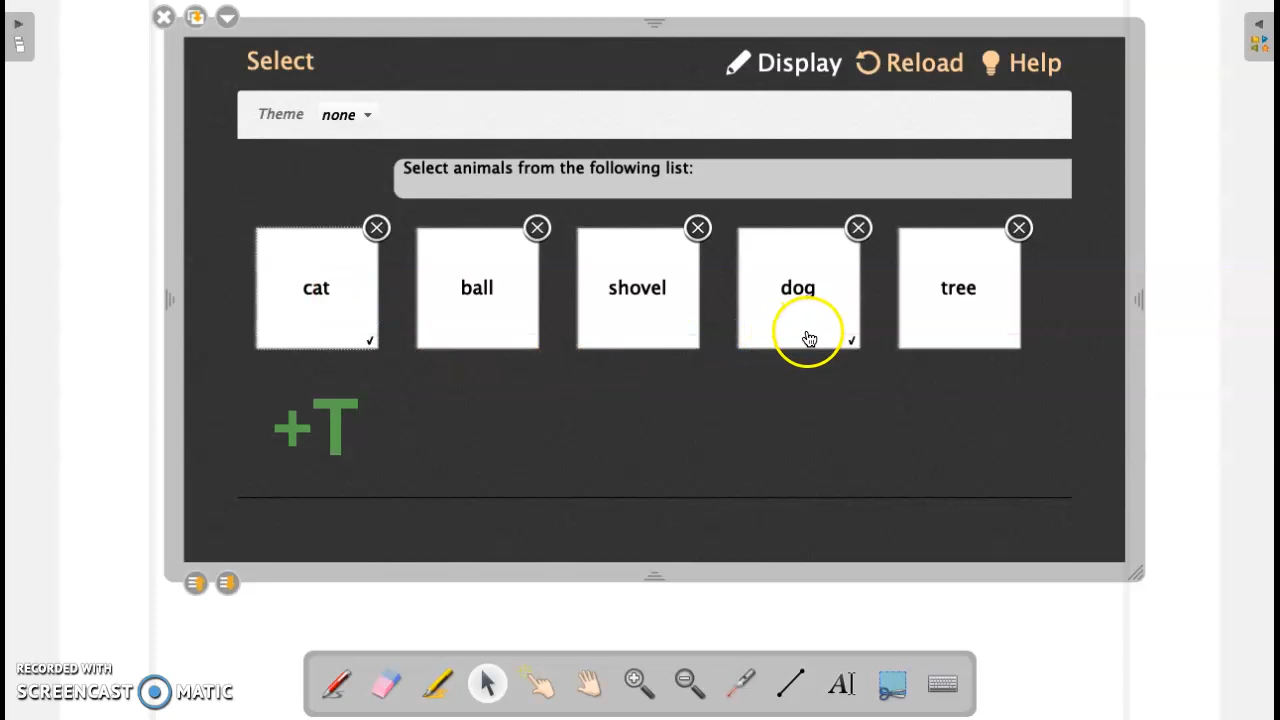 Select
Display Reload Help
Theme none
Select animals from the following list:
cat ball shovel dog tree
+T
RECORDED WITH
SCREENCAST MATIC